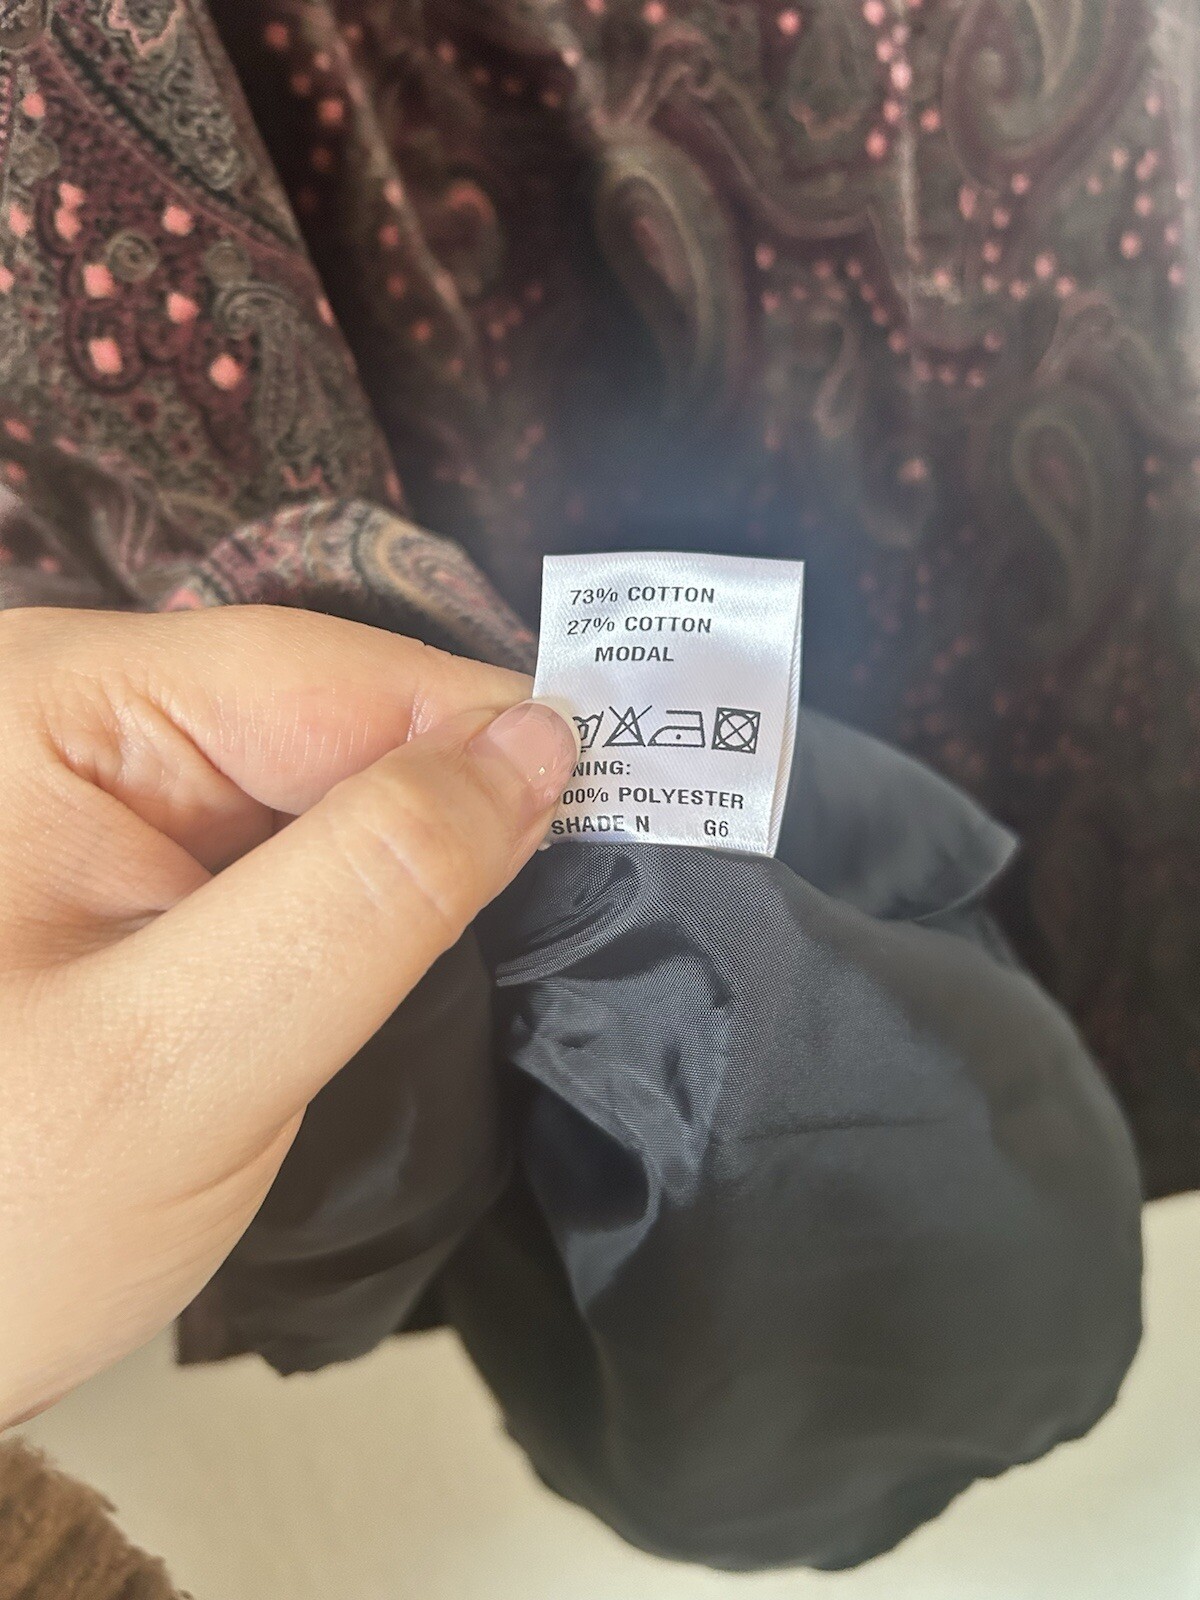 73% COTTON
27% COTTON
MODAL
NING:
00% POLYESTER
SHADE N G6